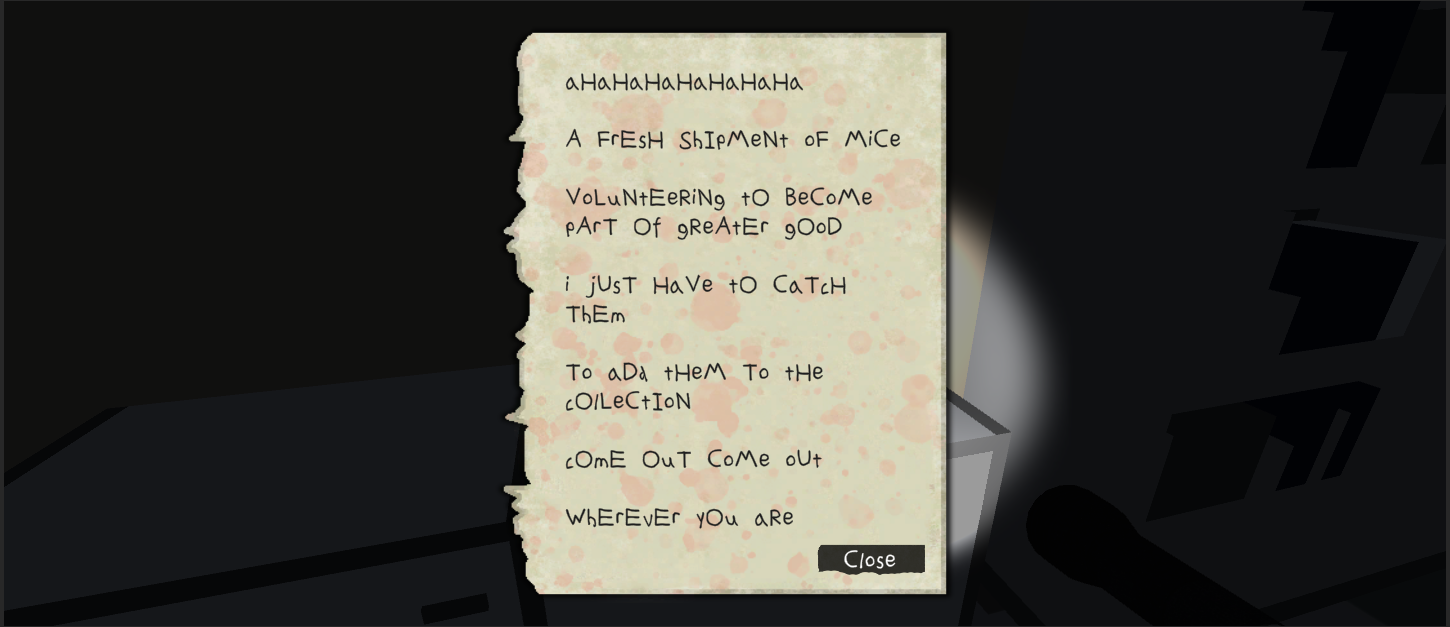 aHaHaHaHaHaHaHa
A FrEsH ShIpMeNt oF MiCe
VoLuNtEeRiNg tO BeCoMe
pArT Of gReAtEr gOoD
i jUsT HaVe tO CaTcH
ThEm
To aDd tHeM To tHe
cOlLeCtIoN
cOmE OuT CoMe oUt
WhErEvEr yOu aRe
Close